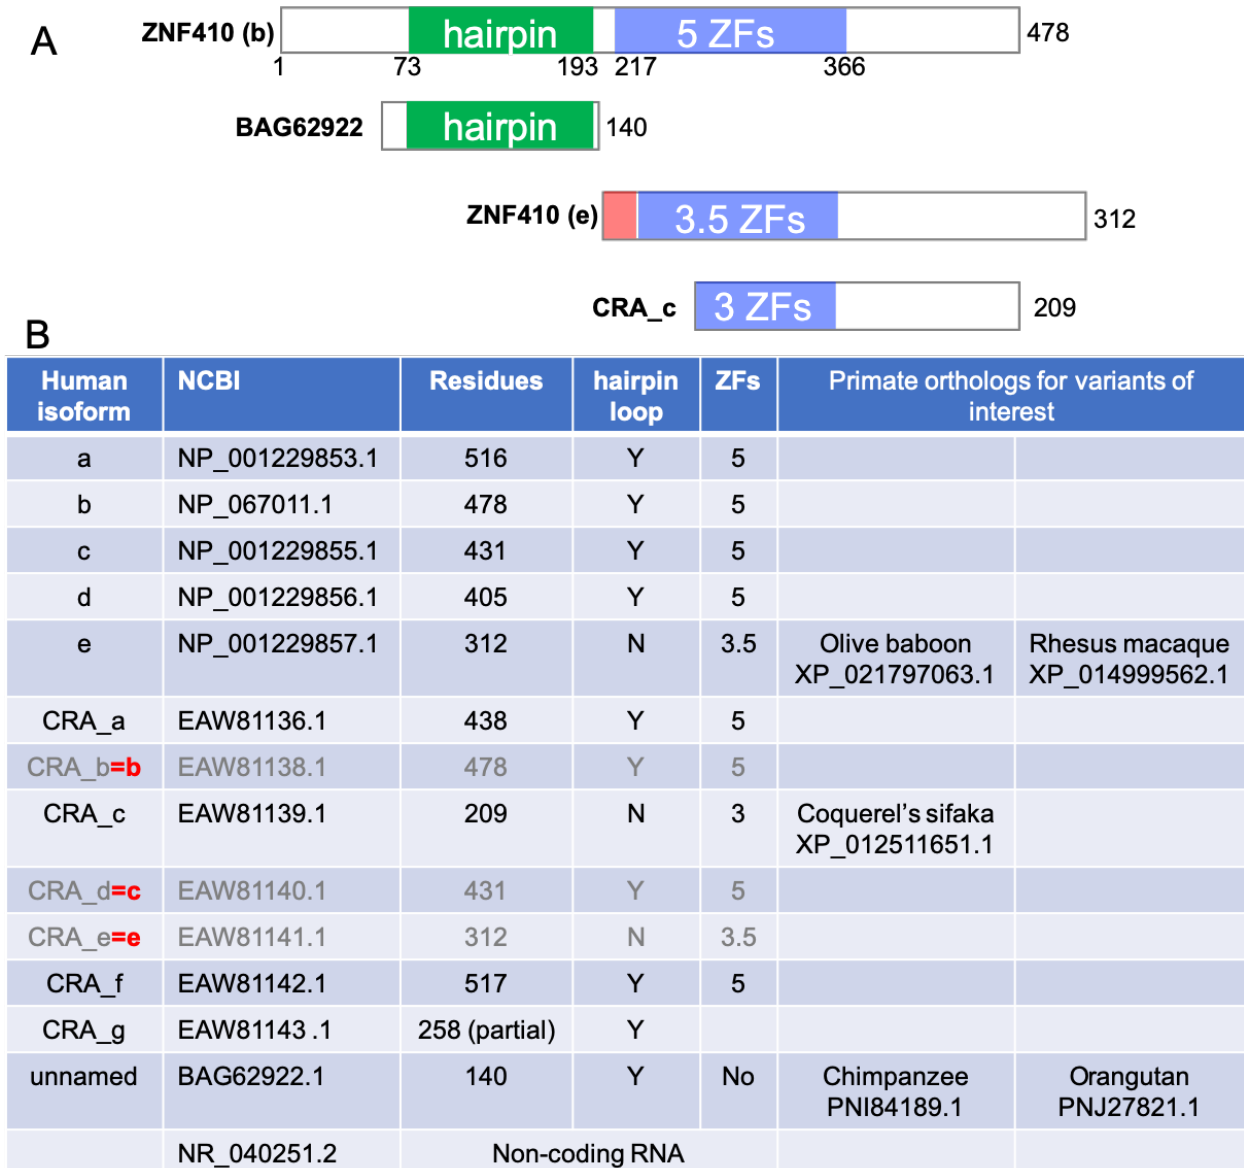 A
ZNF410 (b) hairpin 5 ZFs 478
1 73 193 217 366
BAG62922 hairpin 140
ZNF410 (e) 3.5 ZFs 312
CRA_c 3 ZFs 209
B
Human isoform NCBI Residues hairpin loop ZFs Primate orthologs for variants of interest
a NP_001229853.1 516 Y 5
b NP_067011.1 478 Y 5
c NP_001229855.1 431 Y 5
d NP_001229856.1 405 Y 5
e NP_001229857.1 312 N 3.5 Olive baboon XP_021797063.1 Rhesus macaque XP_014999562.1
CRA_a EAW81136.1 438 Y 5
CRA_b=b EAW81138.1 478 Y 5
CRA_c EAW81139.1 209 N 3 Coquerel's sifaka XP_012511651.1
CRA_d=c EAW81140.1 431 Y 5
CRA_e=e EAW81141.1 312 N 3.5
CRA_f EAW81142.1 517 Y 5
CRA_g EAW81143 .1 258 (partial) Y
unnamed BAG62922.1 140 Y No Chimpanzee PNI84189.1 Orangutan PNJ27821.1
NR_040251.2 Non-coding RNA